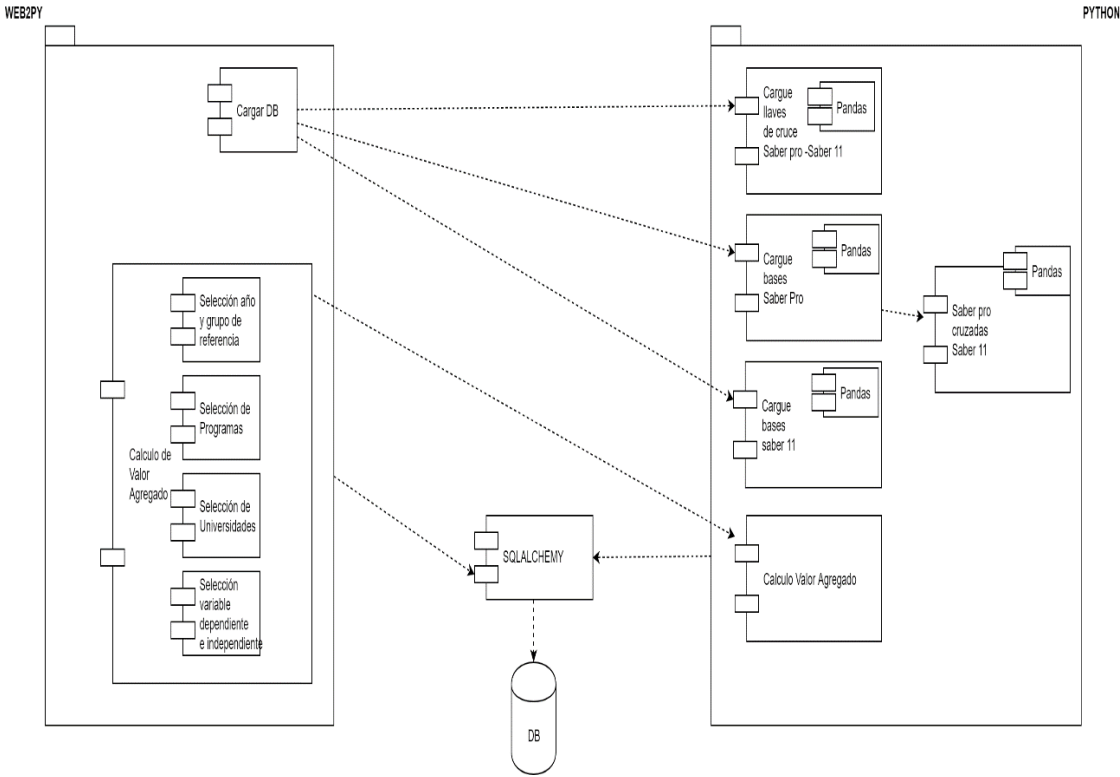 WEB2PY
PYTHON
Cargar DB
Selección año
y grupo de
referencia
Selección de
Programas
Calculo de
Valor
Agregado
Selección de
Universidades
Selección
variable
dependiente
e independiente
SQLALCHEMY
DB
Cargue
llaves
de cruce
Saber pro -Saber 11
Pandas
Cargue
bases
Saber Pro
Pandas
Saber pro
cruzadas
Saber 11
Pandas
Cargue
bases
saber 11
Pandas
Calculo Valor Agregado